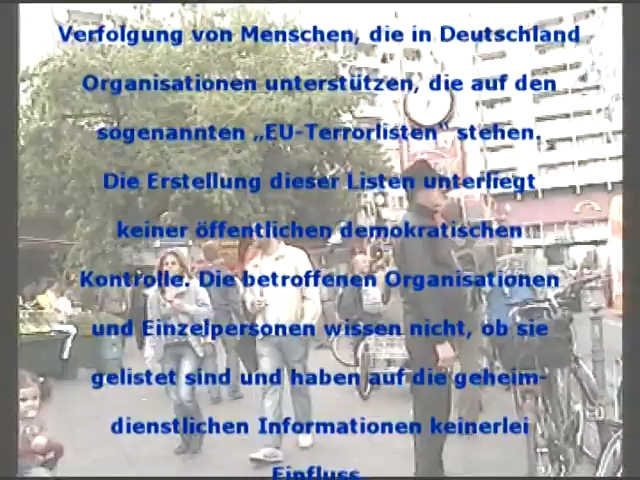 Verfolgung von Menschen, die in Deutschland
Organisationen unterstützen, die auf den
sogenannten „EU-Terrorlisten“ stehen.
Die Erstellung dieser Listen unterliegt
keiner öffentlichen demokratischen
Kontrolle. Die betroffenen Organisationen
und Einzelpersonen wissen nicht, ob sie
gelistet sind und haben auf die geheim-
dienstlichen Informationen keinerlei
Einfluss.